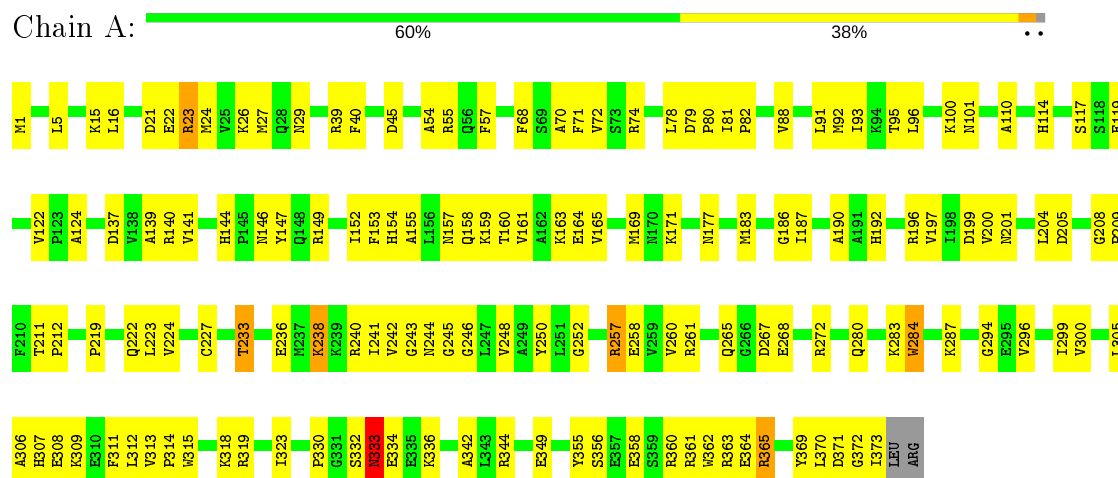 Chain A:
60% 38% • •
M1 L5 K15 L16 D21 E22 R23 M24 V25 K26 M27 Q28 N29 R39 F40 D45 A54 R55 Q56 F57 F68 S69 A70 F71 V72 S73 R74 L78 D79 P80 I81 P82 V88 L91 M92 I93 K94 T95 L96 K100 N101 A110 H114 S117 S118
V122 P123 A124 D137 V138 A139 R140 V141 H144 P145 N146 Y147 Q148 R149 I152 F153 H154 A155 L156 N157 Q158 K159 T160 V161 A162 K163 E164 V165 M169 N170 K171 N177 M183 G186 I187 A190 A191 H192 R196 V197 I198 D199 V200 N201 L204 D205 G208
F210 T211 P212 P219 Q222 L223 V224 C227 T233 E236 M237 K238 K239 R240 I241 V242 G243 N244 G245 G246 L247 V248 A249 Y250 L251 G252 R257 E258 V259 V260 R261 Q265 G266 D267 E268 R272 Q280 K283 W284 K287 G294 E295 V296 I299 V300 L305
A306 H307 E308 K309 E310 F311 L312 V313 P314 W315 K318 R319 I323 P330 G331 S332 N333 E334 E335 K336 A342 L343 R344 E349 Y355 S356 E357 E358 S359 R360 R361 W362 R363 E364 R365 Y369 L370 D371 G372 I373 LEU ARG